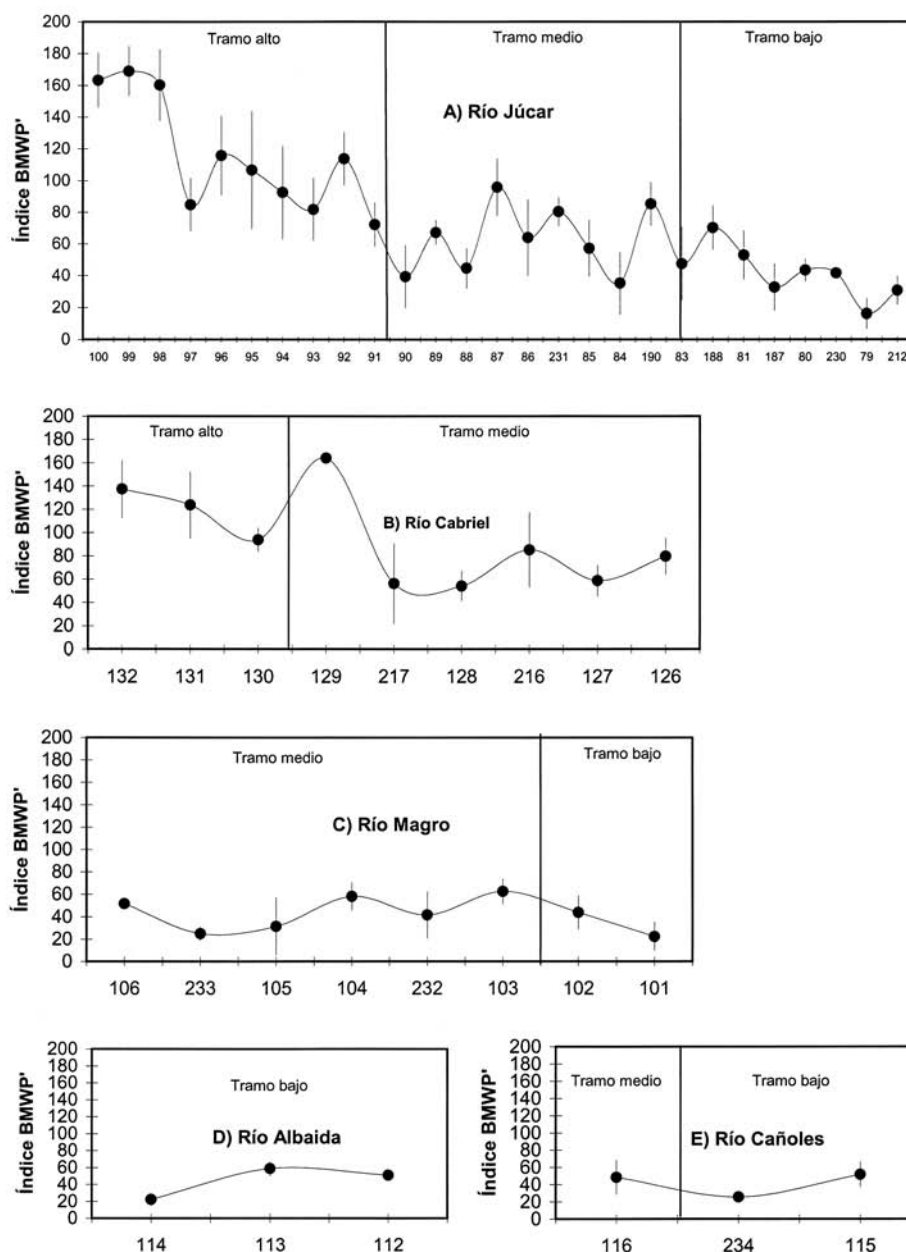 200
180
160
140
120
100
80
60
40
20
0
Índice BMWP'
Tramo alto
Tramo medio
Tramo bajo
A) Río Júcar
100 99 98 97 96 95 94 93 92 91 90 89 88 87 86 231 85 84 190 83 188 81 187 80 230 79 212
200
180
160
140
120
100
80
60
40
20
0
Índice BMWP'
Tramo alto
Tramo medio
B) Río Cabriel
132 131 130 129 217 128 216 127 126
200
180
160
140
120
100
80
60
40
20
0
Índice BMWP'
Tramo medio
Tramo bajo
C) Río Magro
106 233 105 104 232 103 102 101
200
180
160
140
120
100
80
60
40
20
0
Índice BMWP'
Tramo bajo
D) Río Albaida
114 113 112
200
180
160
140
120
100
80
60
40
20
0
Índice BMWP'
Tramo medio
Tramo bajo
E) Río Cañoles
116 234 115